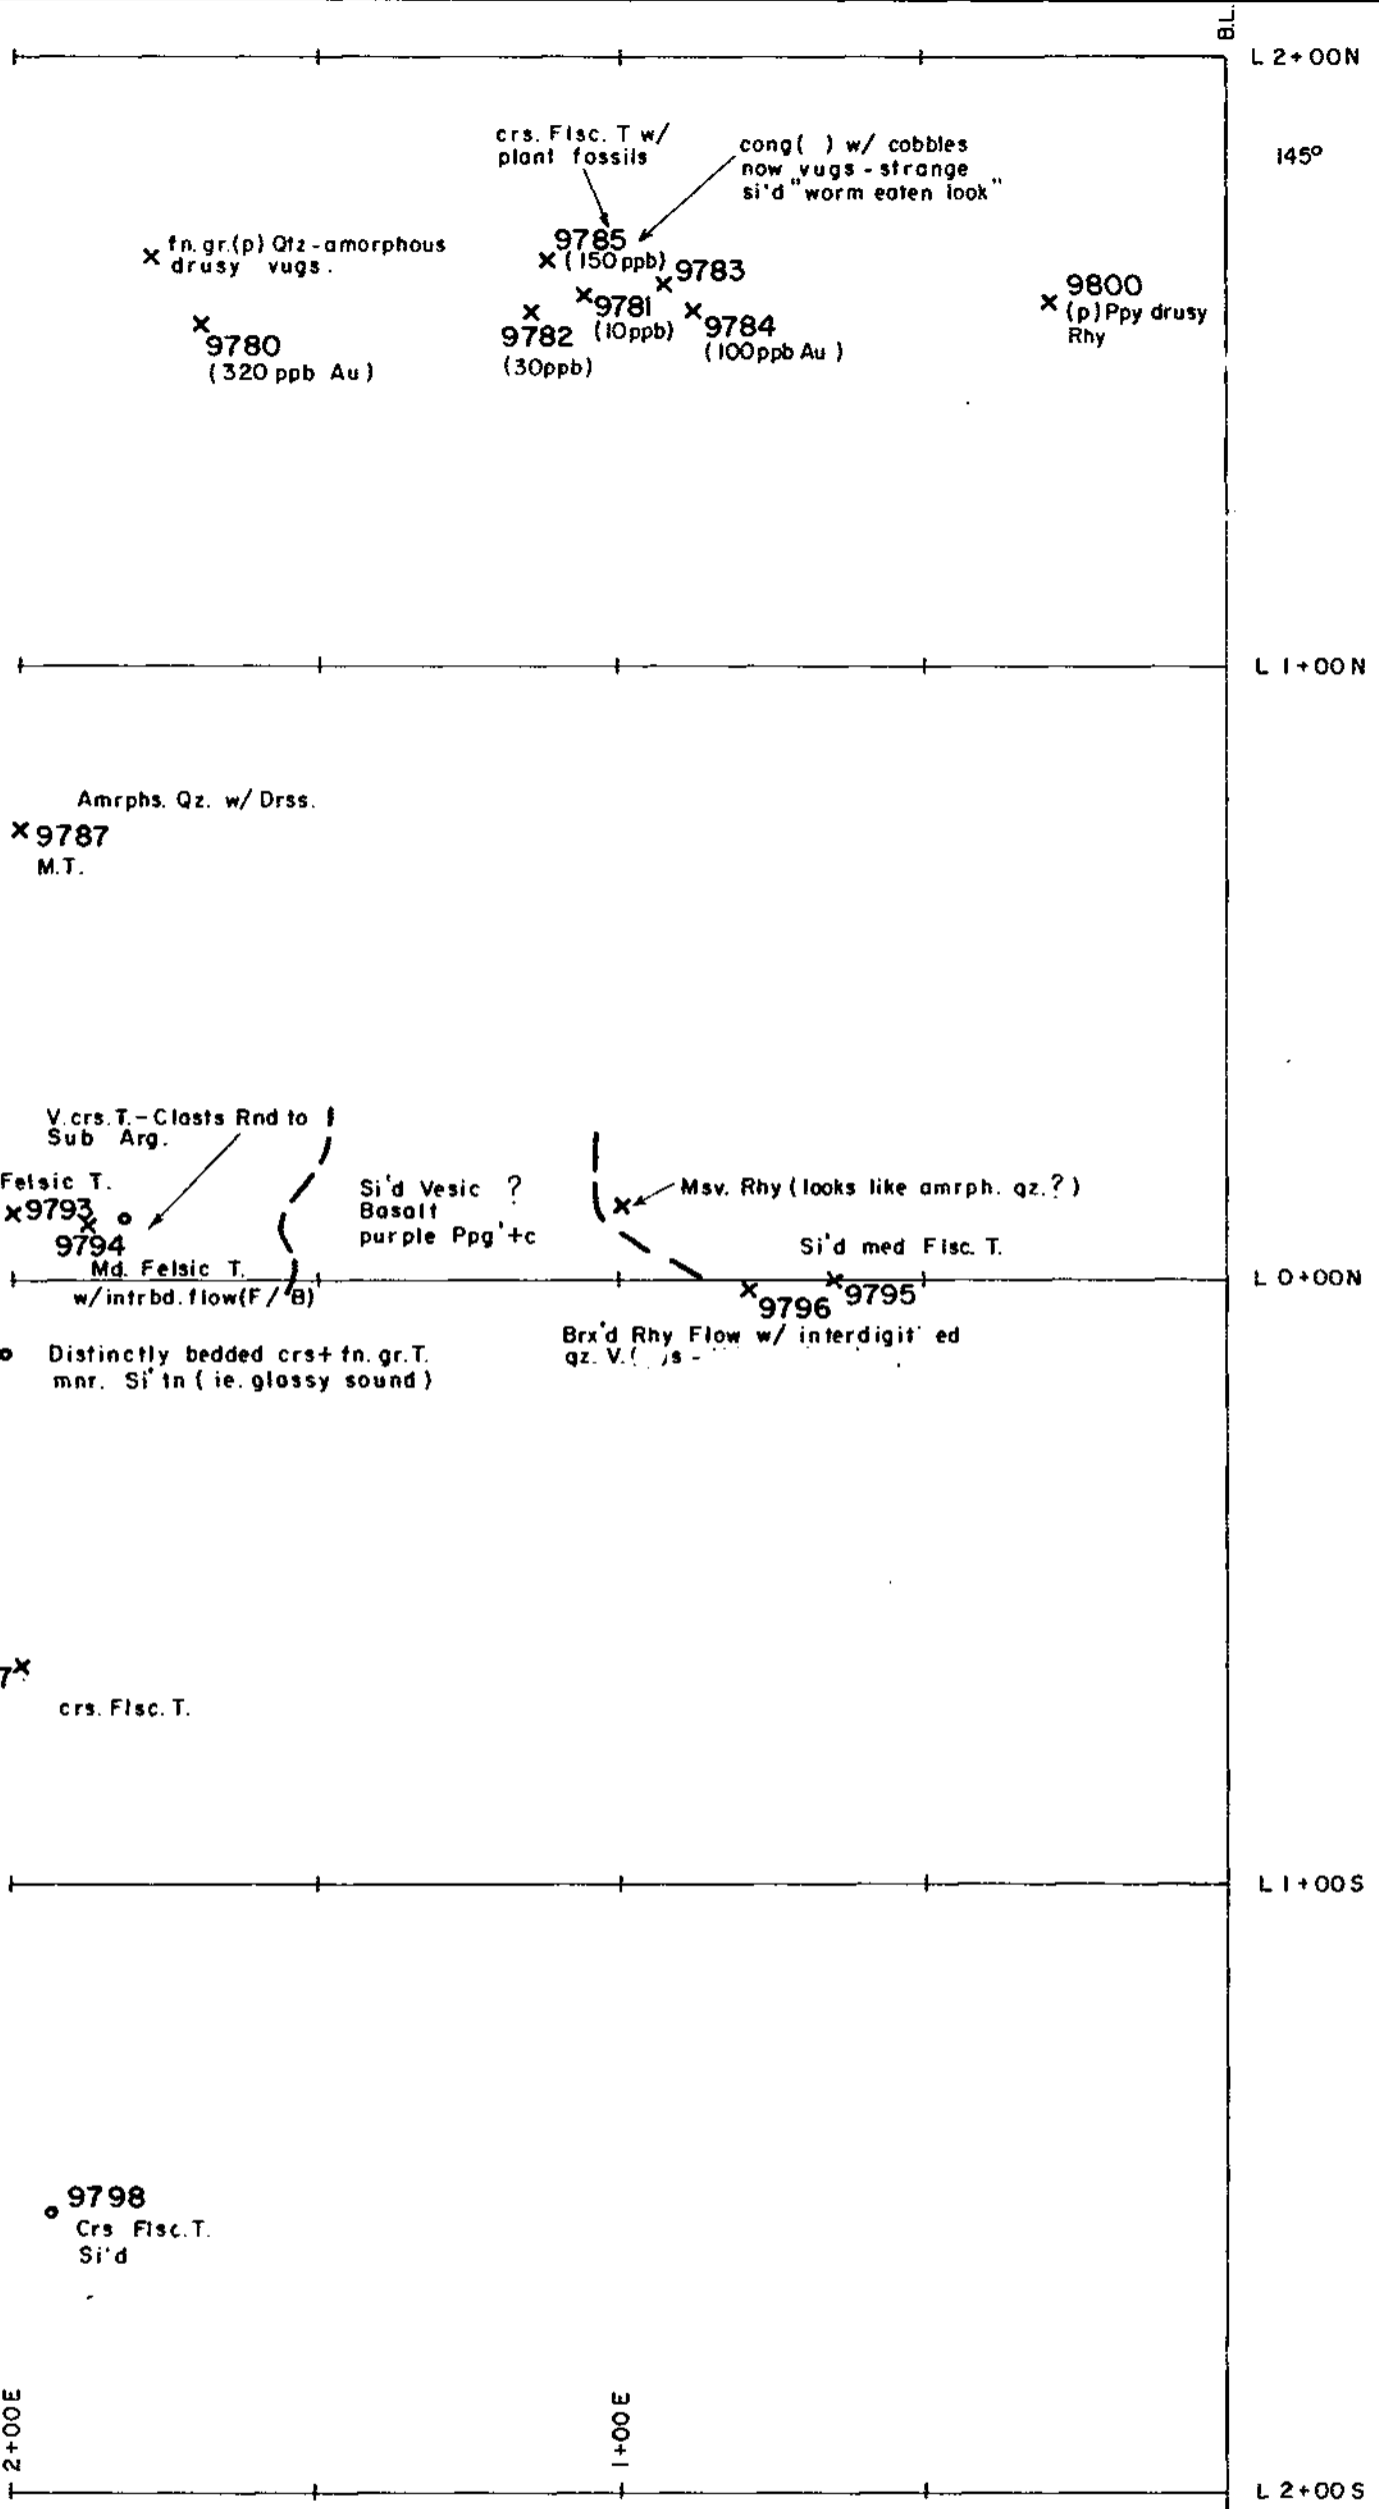 B.L.
L 2+00N
145°
crs. Flsc. T w/
plant fossils
cong( ) w/ cobbles
now vugs - strange
si'd "worm eaten look"
fn. gr.(p) Qtz-amorphous
drusy vugs.
9785
(150 ppb)
9783
9781
(10ppb)
9782
(30ppb)
9784
(100ppb Au)
9780
(320 ppb Au)
9800
(p) Ppy drusy
Rhy
L 1+00N
Amrphs. Qz. w/ Drss.
9787
M.T.
V. crs. T.-Clasts Rnd to
Sub Arg.
Felsic T.
9793
9794
Md. Felsic T.
w/intrbd. flow(F/B)
Si'd Vesic ?
Basalt
purple Ppg'+c
Msv. Rhy (looks like amrph. qz.?)
Si'd med Flsc. T.
L 0+00N
9796
9795
Brx'd Rhy Flow w/ interdigit'ed
qz. V.( )s -
Distinctly bedded crs+ fn. gr. T.
mnr. Si'tn (ie. glassy sound)
7
crs. Flsc. T.
L 1+00S
9798
Crs Flsc. T.
Si'd
2+00E
1+00E
L 2+00S